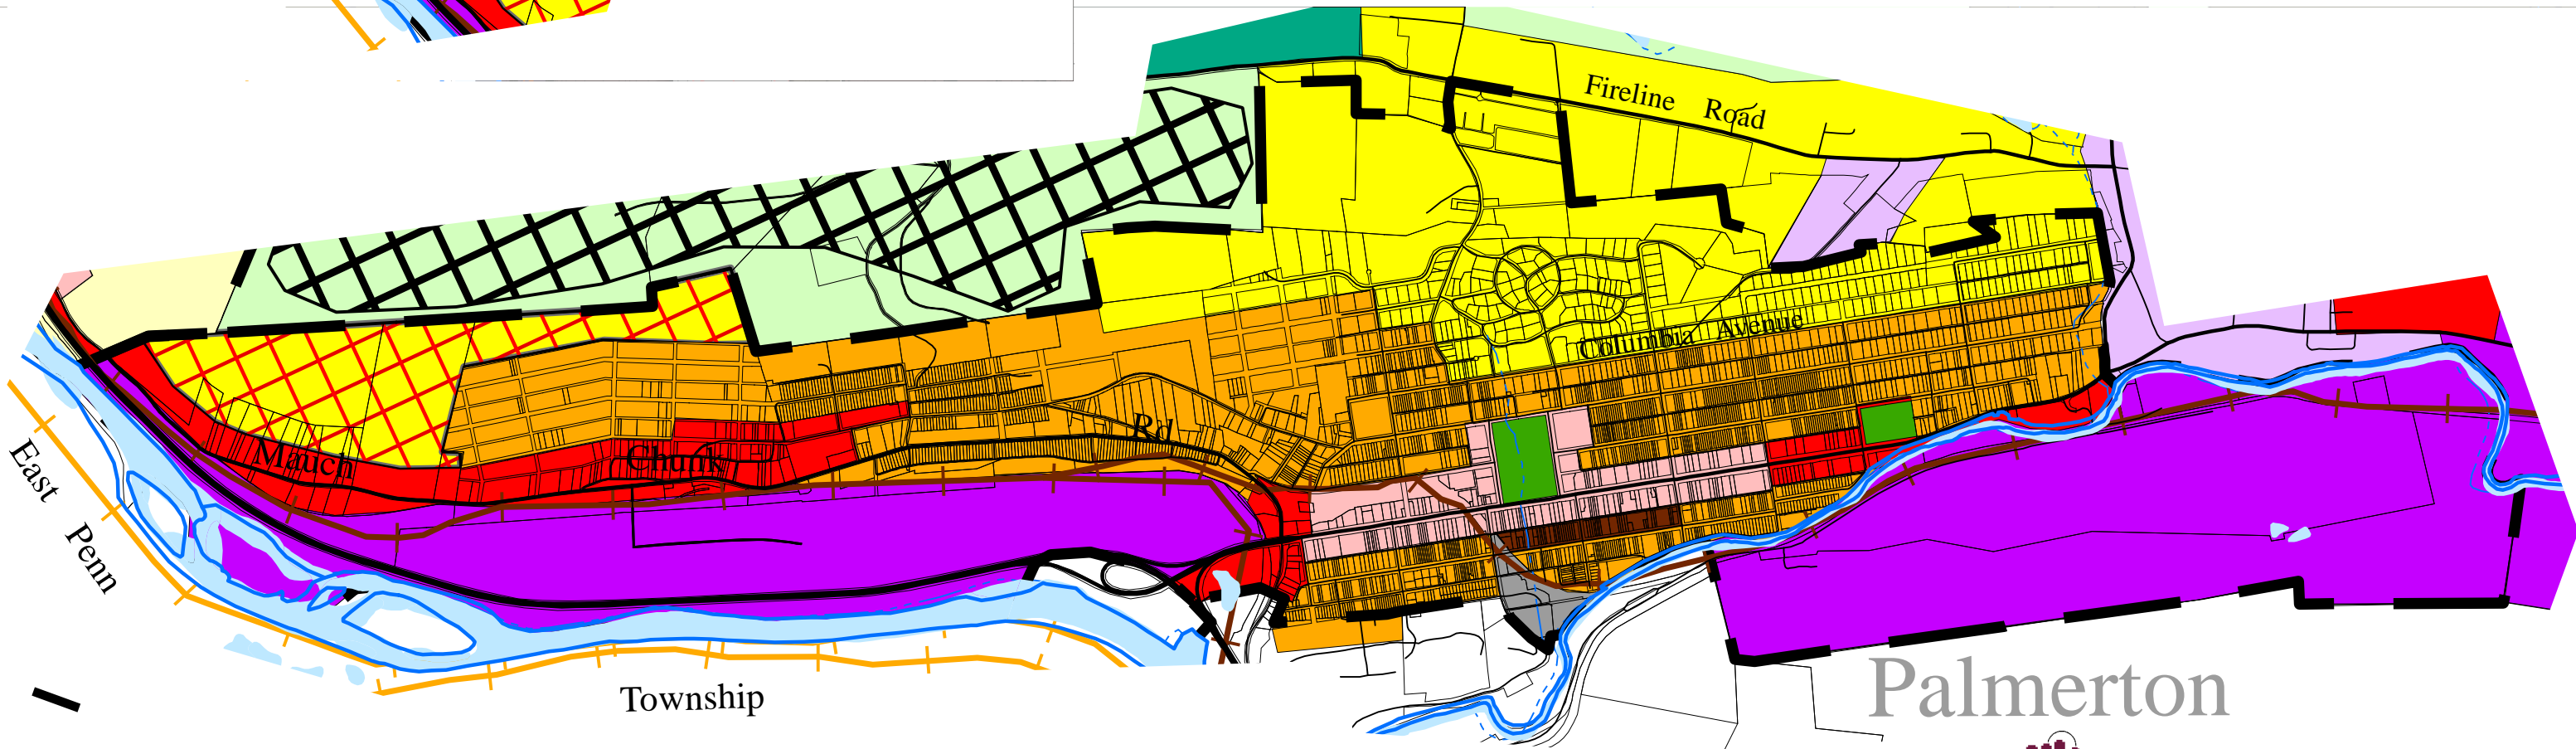 Fireline Road
Columbia Avenue
Mauch Chunk Rd
East Penn
Township
Palmerton